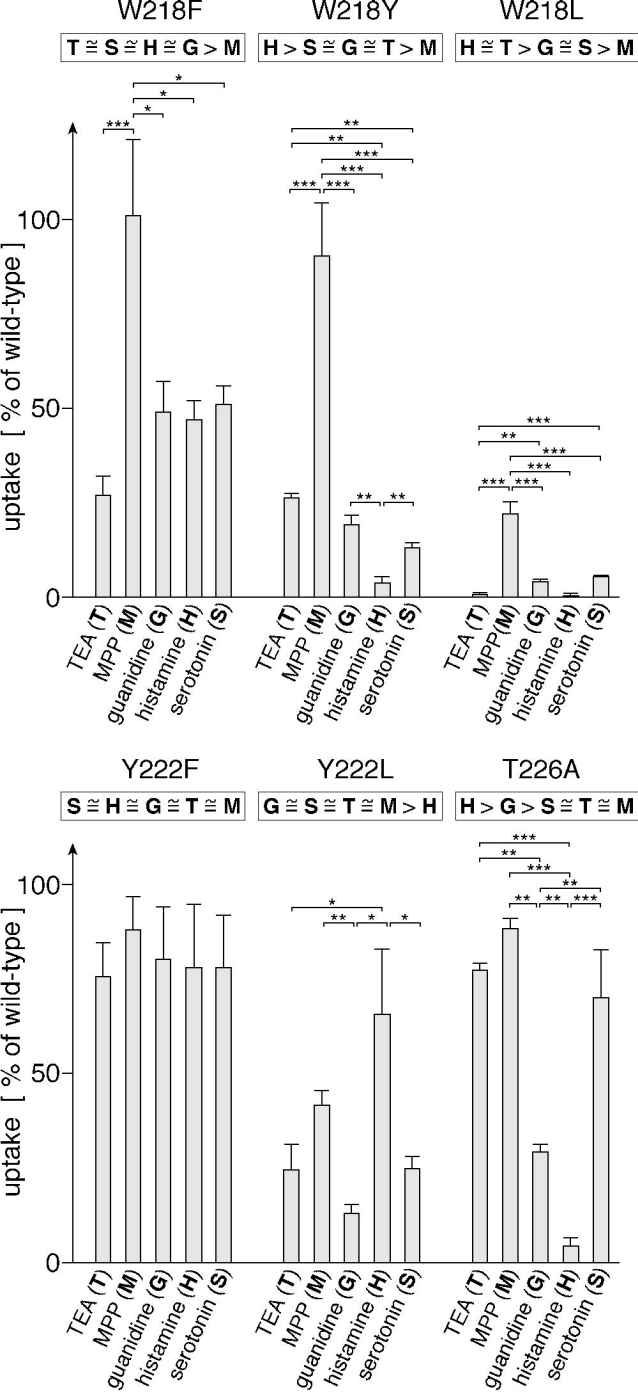 W218F W218Y W218L
T ≅ S ≅ H ≅ G > M H > S ≅ G ≅ T > M H ≅ T > G ≅ S > M
*
*
*
***
**
**
***
***
*** ***
** **
***
**
***
***
*** ***
uptake [ % of wild-type]
100
50
0
TEA (T) MPP (M) guanidine (G) histamine (H) serotonin (S) TEA (T) MPP (M) guanidine (G) histamine (H) serotonin (S) TEA (T) MPP(M) guanidine (G) histamine (H) serotonin (S)
Y222F Y222L T226A
S ≅ H ≅ G ≅ T ≅ M G ≅ S ≅ T ≅ M > H H > G > S ≅ T ≅ M
*
** * *
***
**
***
**
** ** ***
uptake [ % of wild-type]
100
50
0
TEA (T) MPP (M) guanidine (G) histamine (H) serotonin (S) TEA (T) MPP (M) guanidine (G) histamine (H) serotonin (S) TEA (T) MPP (M) guanidine (G) histamine (H) serotonin (S)